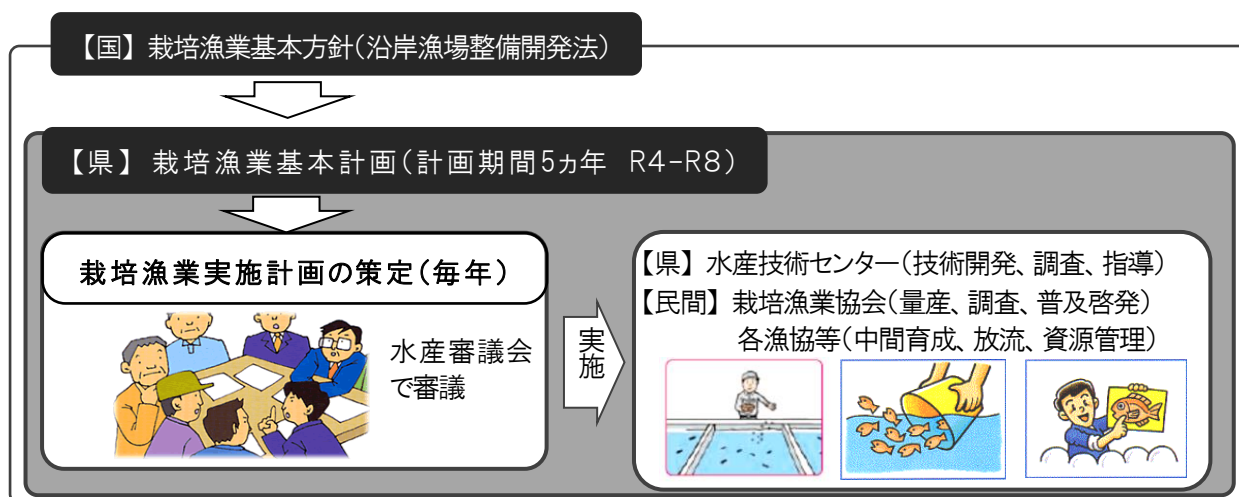 【国】栽培漁業基本方針(沿岸漁場整備開発法)
【県】栽培漁業基本計画(計画期間5ヵ年 R4-R8)
栽培漁業実施計画の策定(毎年)
水産審議会
で審議
実施
【県】水産技術センター(技術開発、調査、指導)
【民間】栽培漁業協会(量産、調査、普及啓発)
各漁協等(中間育成、放流、資源管理)